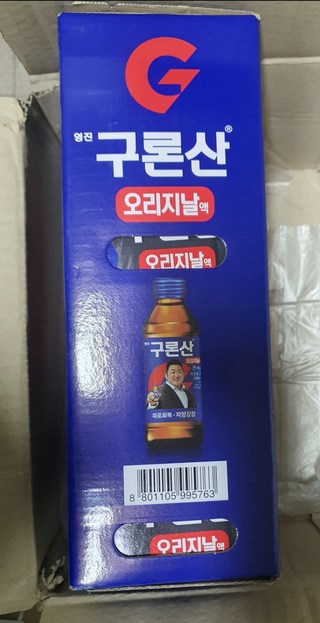 영진
구론산®
오리지날액
오리지날액
구론산
오리지날
피로회복 · 자양강장
8 801105 995763
오리지날액